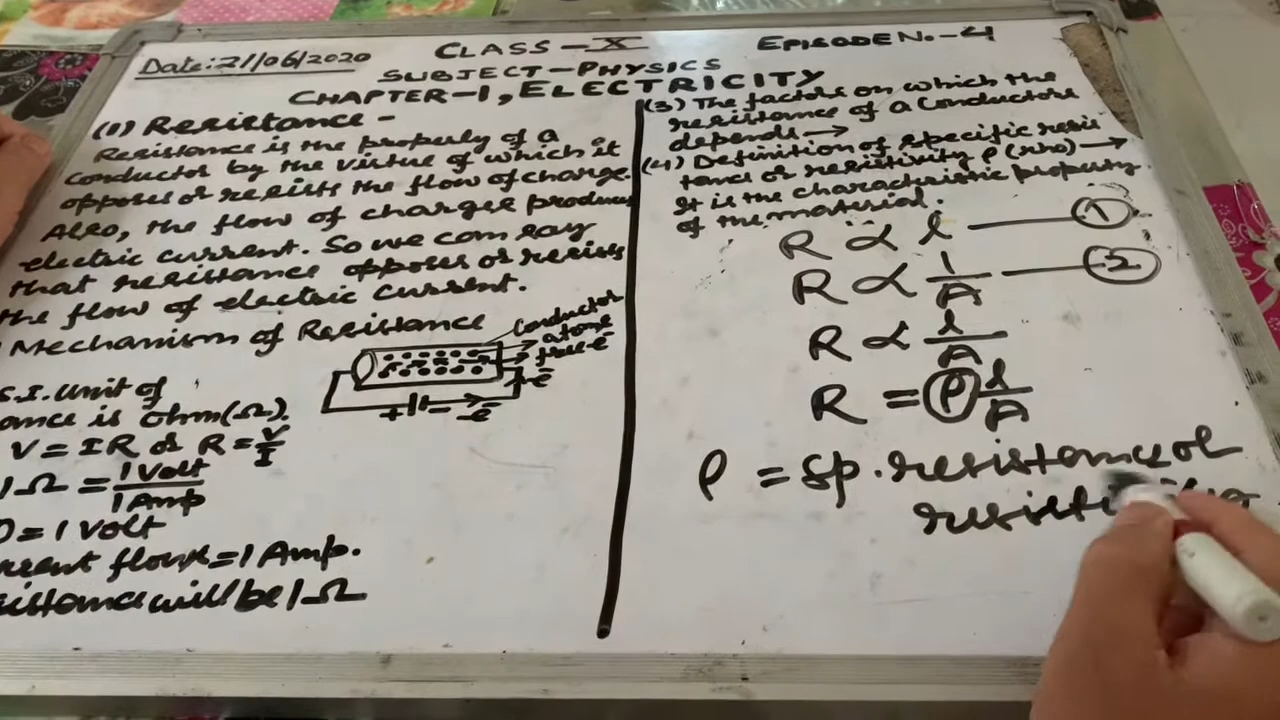 Date:21/06/2020
CLASS-X
EPISODE No.-4
SUBJECT-PHYSICS
CHAPTER-1, ELECTRICITY
(1) Resistance -
Resistance is the property of a
conductor by the virtue of which it
opposes or resists the flow of charge.
Also, the flow of charges produces
electric current. So we can say
that resistance opposes or resists
the flow of electric current.
Mechanism of Resistance
conductor
atoms
free e-
e-
+ - e-
S.I. Unit of
ance is ohm(Ω).
V = IR or R = V/I
1Ω = 1 Volt / 1 Amp
D = 1 Volt
rrent flow = 1 Amp.
sistance will be 1 Ω
(3) The factors on which the
resistance of a conductors
depends →
(4) Definition of specific resis
tance or resistivity ρ (rho) →
It is the characteristic property
of the material.
R ∝ l — 1
R ∝ 1/A — 2
R ∝ l/A
R = ρ l/A
ρ = Sp. resistance or